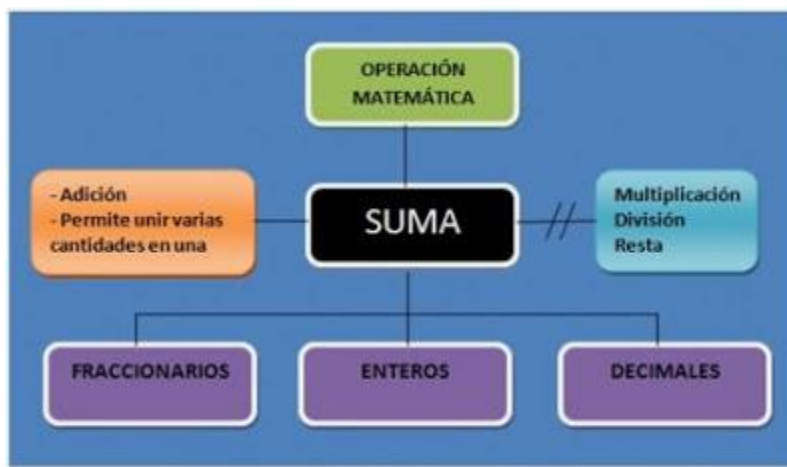 OPERACIÓN
MATEMÁTICA
- Adición
- Permite unir varias
cantidades en una
SUMA
Multiplicación
División
Resta
FRACCIONARIOS
ENTEROS
DECIMALES